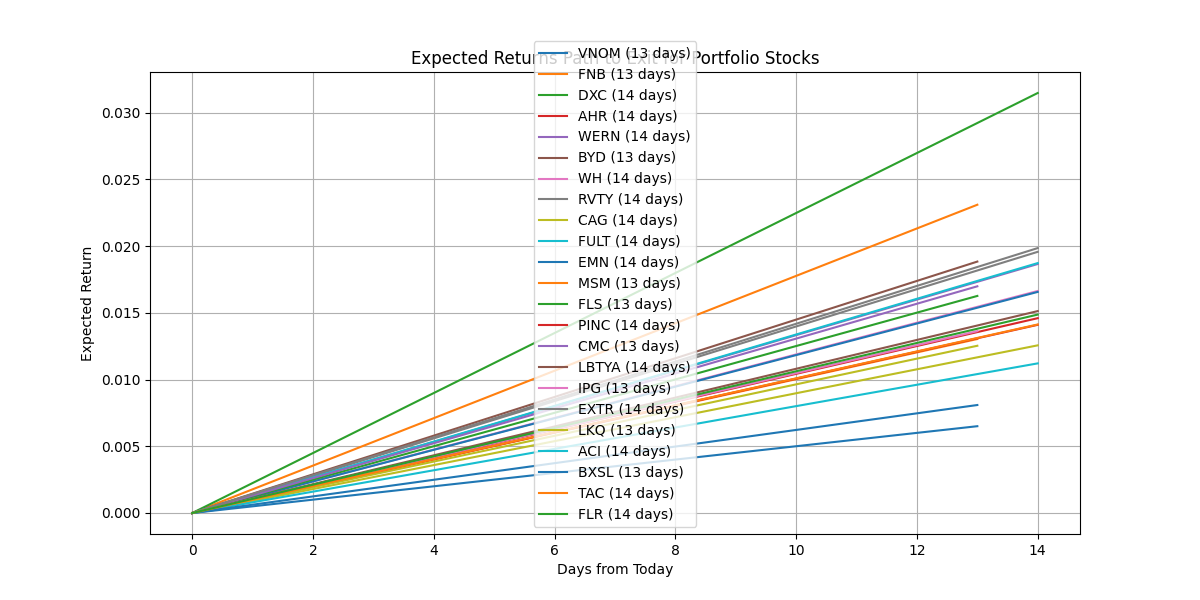 Expected Returns Path to Exit for Portfolio Stocks
VNOM (13 days)
FNB (13 days)
DXC (14 days)
AHR (14 days)
WERN (14 days)
BYD (13 days)
WH (14 days)
RVTY (14 days)
CAG (14 days)
FULT (14 days)
EMN (14 days)
MSM (13 days)
FLS (13 days)
PINC (14 days)
CMC (13 days)
LBTYA (14 days)
IPG (13 days)
EXTR (14 days)
LKQ (13 days)
ACI (14 days)
BXSL (13 days)
TAC (14 days)
FLR (14 days)
Expected Return
0.030
0.025
0.020
0.015
0.010
0.005
0.000
0 2 4 6 8 10 12 14
Days from Today